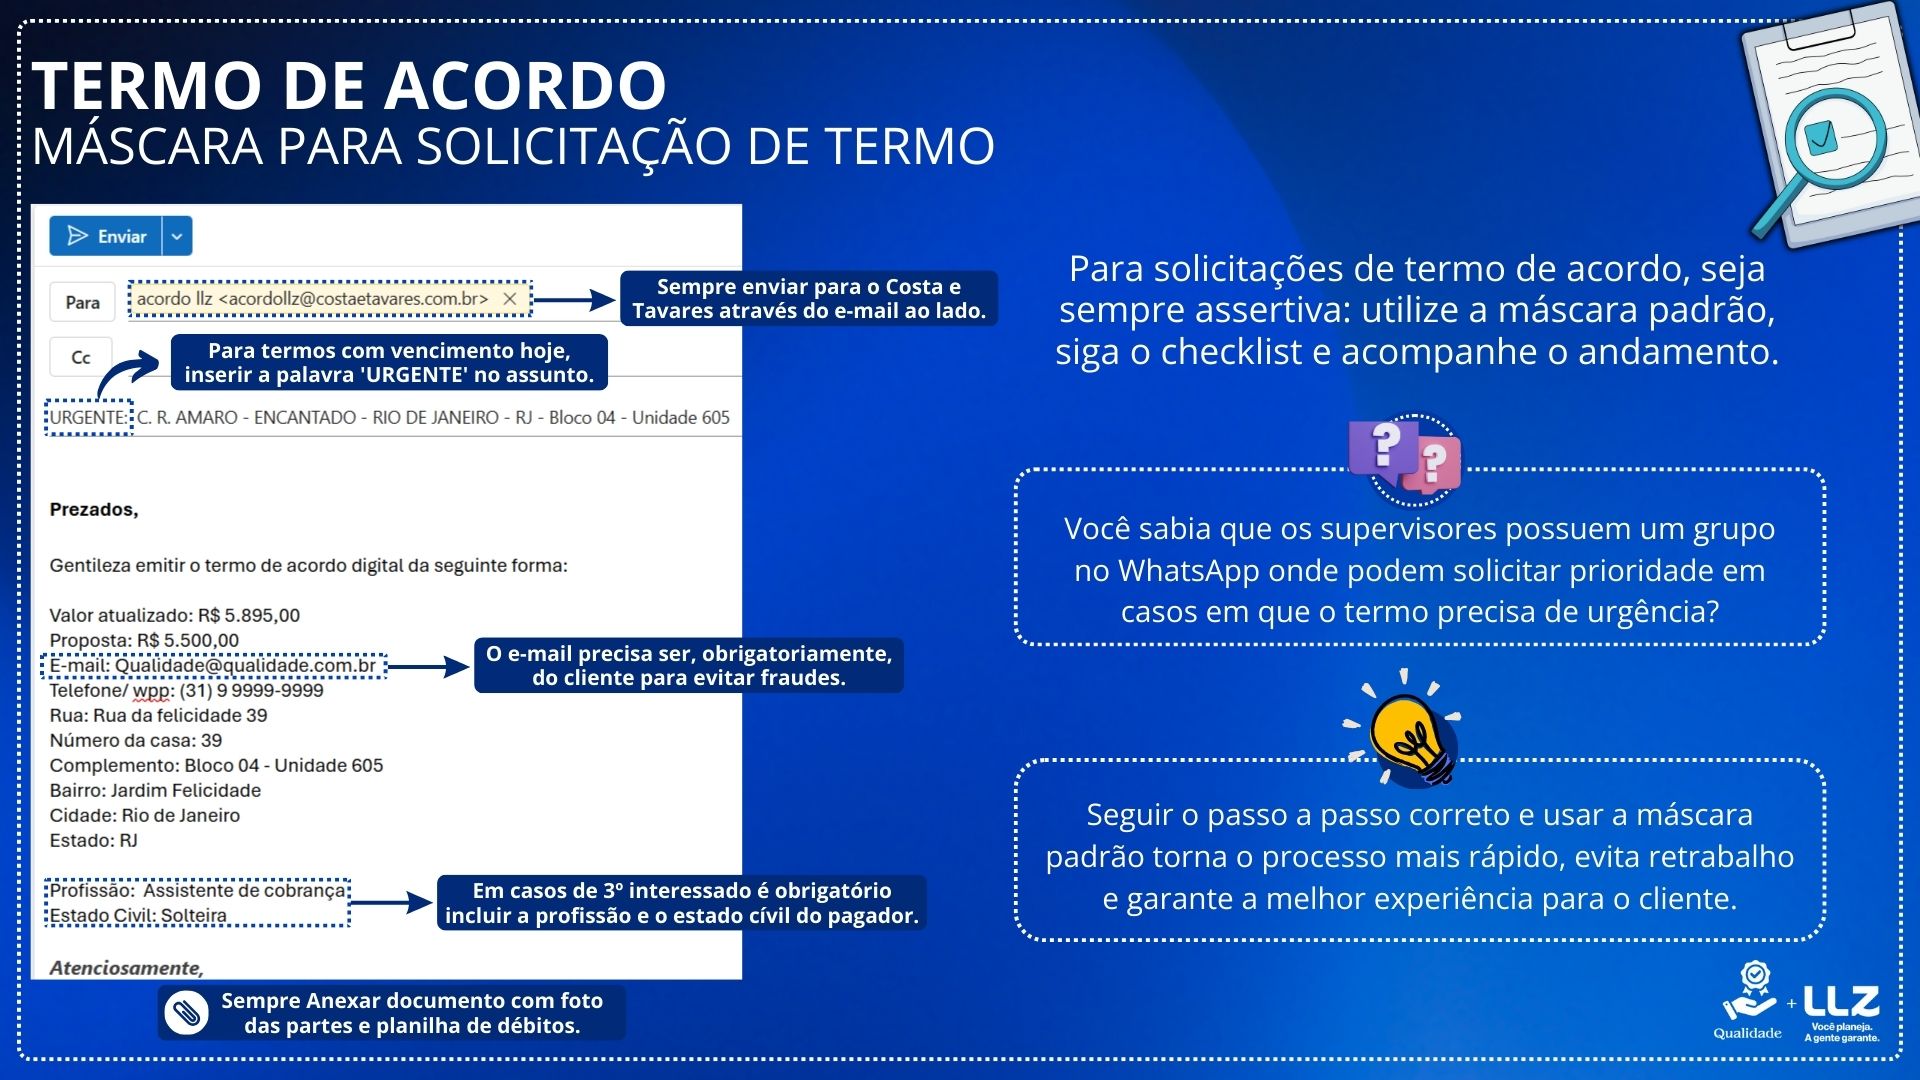 TERMO DE ACORDO
MÁSCARA PARA SOLICITAÇÃO DE TERMO
Enviar
Para
acordo llz <acordollz@costaetavares.com.br>
Sempre enviar para o Costa e
Tavares através do e-mail ao lado.
Cc
Para termos com vencimento hoje,
inserir a palavra 'URGENTE' no assunto.
URGENTE: C. R. AMARO - ENCANTADO - RIO DE JANEIRO - RJ - Bloco 04 - Unidade 605
Prezados,
Gentileza emitir o termo de acordo digital da seguinte forma:
Valor atualizado: R$ 5.895,00
Proposta: R$ 5.500,00
E-mail: Qualidade@qualidade.com.br
O e-mail precisa ser, obrigatoriamente,
do cliente para evitar fraudes.
Telefone/ wpp: (31) 9 9999-9999
Rua: Rua da felicidade 39
Número da casa: 39
Complemento: Bloco 04 - Unidade 605
Bairro: Jardim Felicidade
Cidade: Rio de Janeiro
Estado: RJ
Profissão: Assistente de cobrança
Estado Civil: Solteira
Em casos de 3º interessado é obrigatório
incluir a profissão e o estado cívil do pagador.
Atenciosamente,
Sempre Anexar documento com foto
das partes e planilha de débitos.
Para solicitações de termo de acordo, seja
sempre assertiva: utilize a máscara padrão,
siga o checklist e acompanhe o andamento.
? ?
Você sabia que os supervisores possuem um grupo
no WhatsApp onde podem solicitar prioridade em
casos em que o termo precisa de urgência?
Seguir o passo a passo correto e usar a máscara
padrão torna o processo mais rápido, evita retrabalho
e garante a melhor experiência para o cliente.
Qualidade
+
LLZ
Você planeja.
A gente garante.